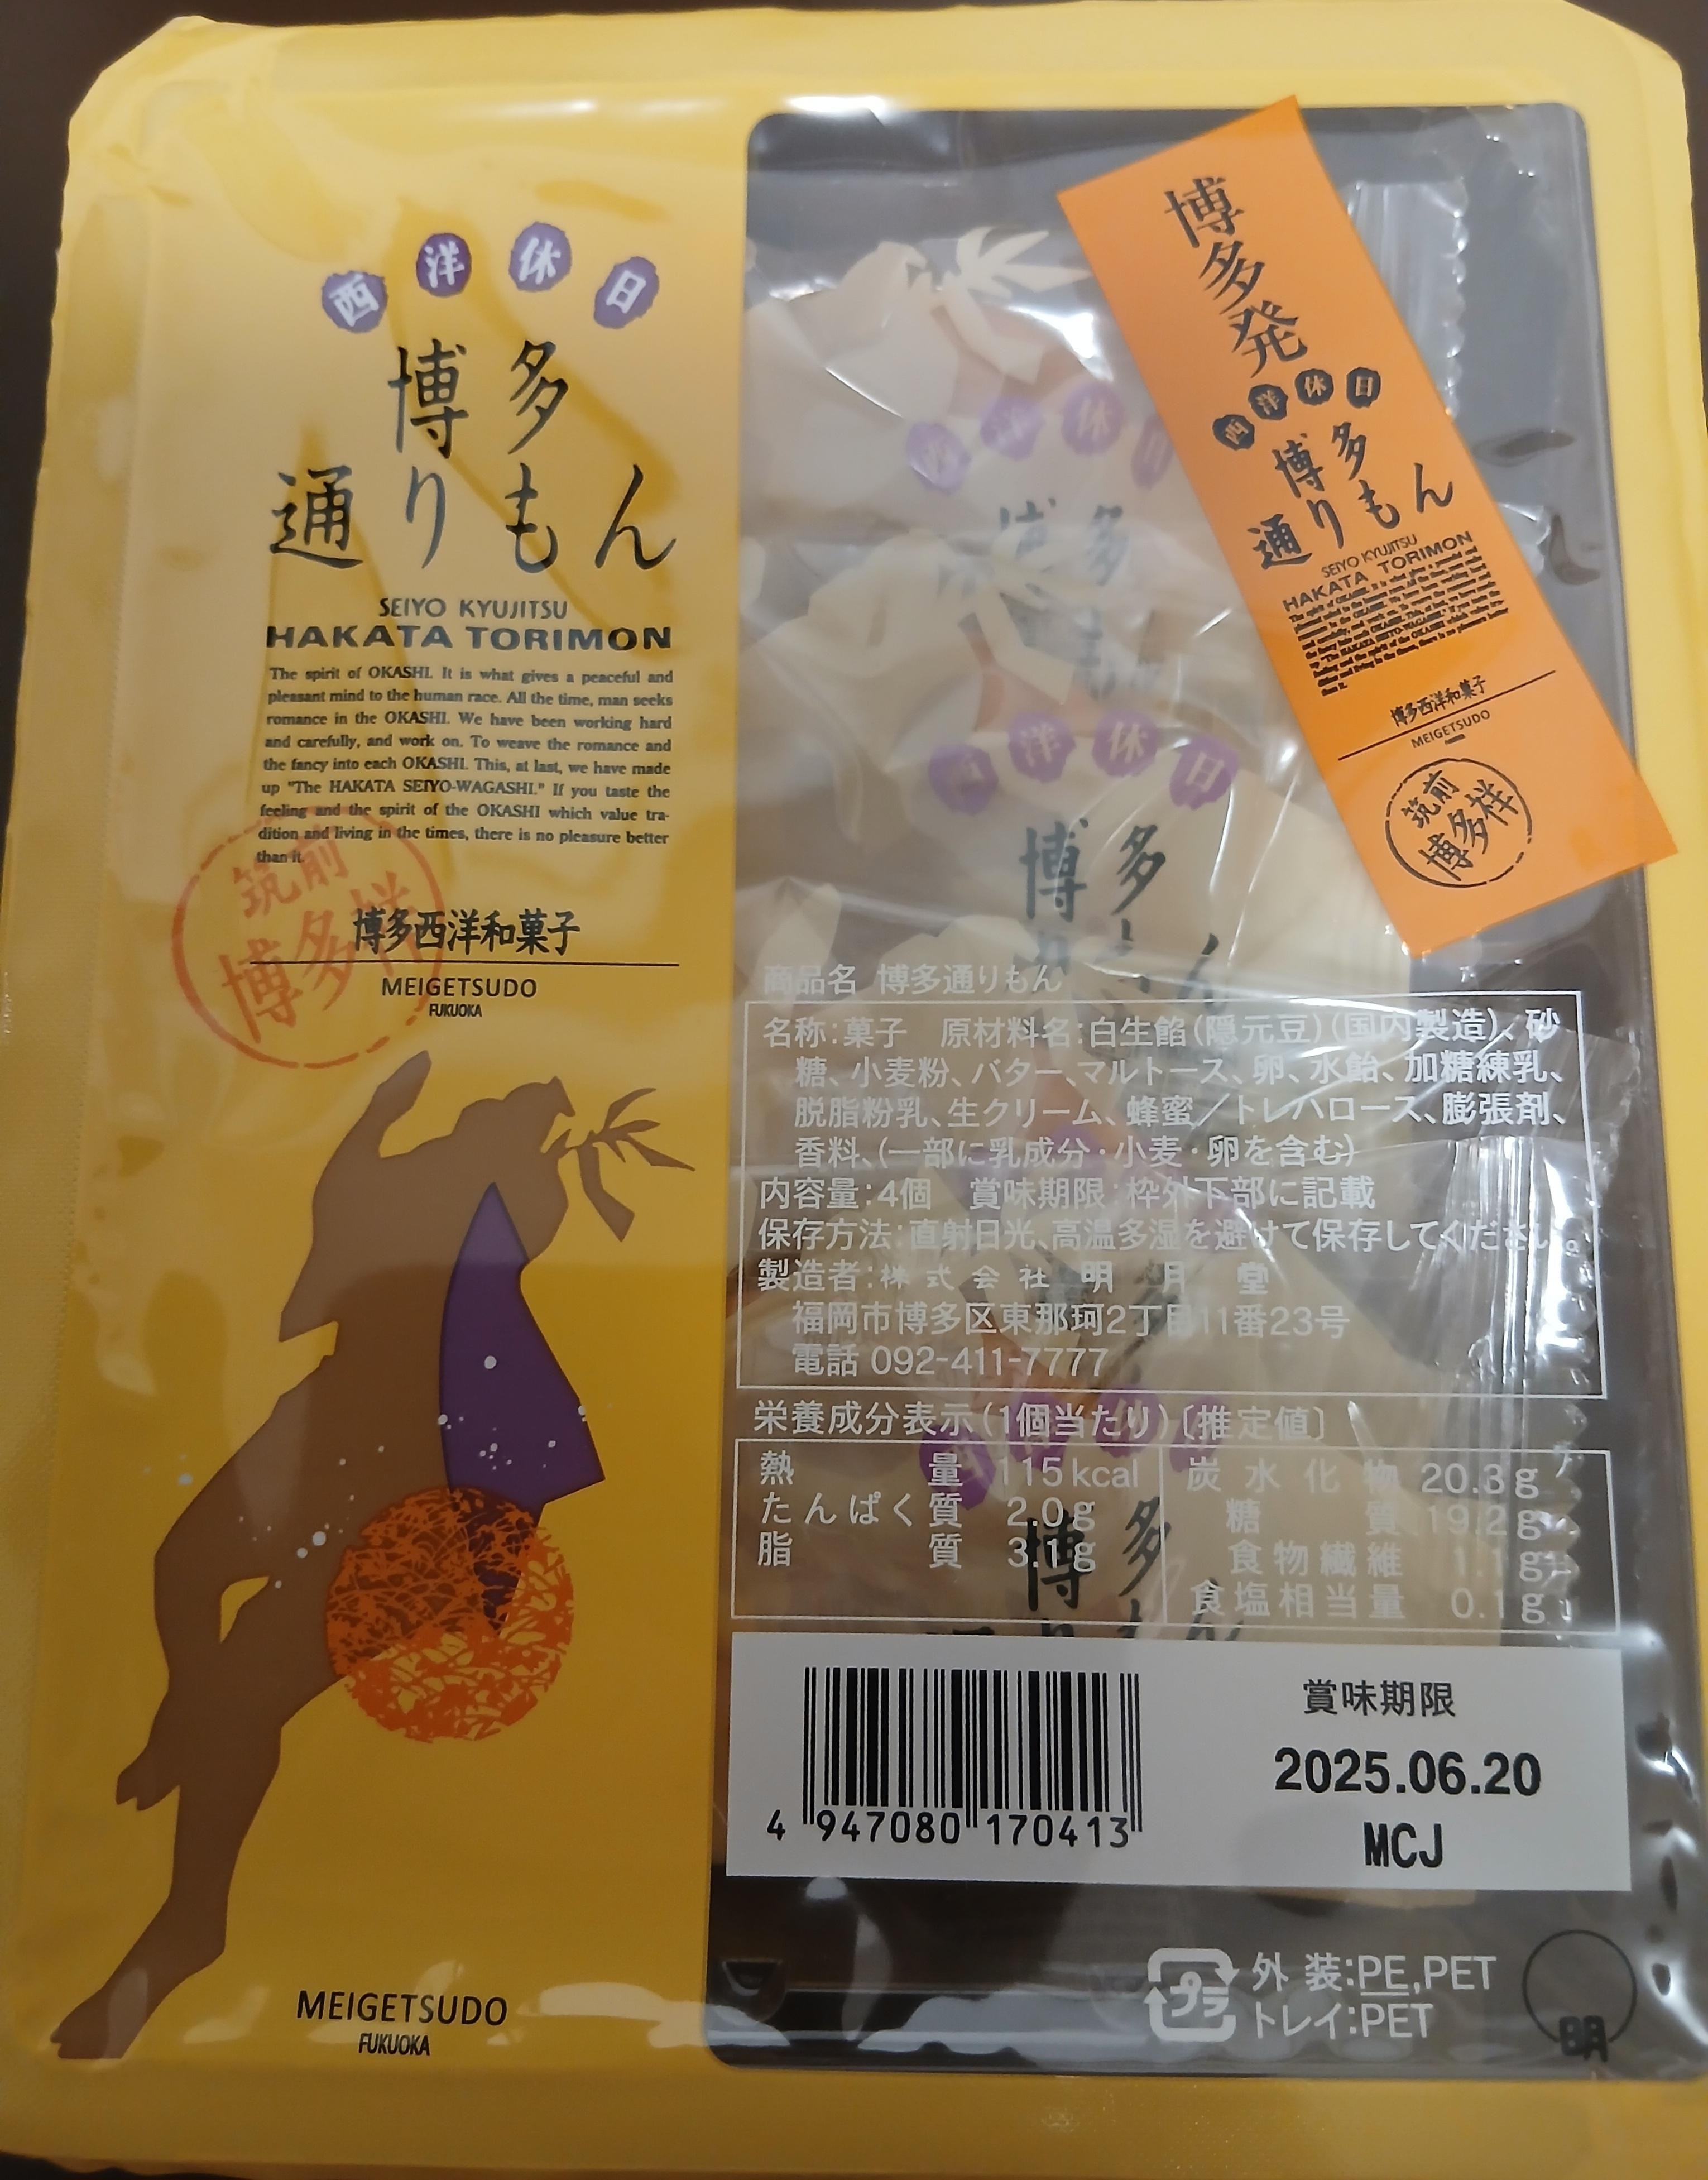 西洋休日
博多
通りもん
SEIYO KYUJITSU
HAKATA TORIMON
The spirit of OKASHI. It is what gives a peaceful and
pleasant mind to the human race. All the time, man seeks
romance in the OKASHI. We have been working hard
and carefully, and work on. To weave the romance and
the fancy into each OKASHI. This, at last, we have made
up "The HAKATA SEIYO-WAGASHI." If you taste the
feeling and the spirit of the OKASHI which value tra-
dition and living in the times, there is no pleasure better
than it.
筑前
博多祥
博多西洋和菓子
MEIGETSUDO
FUKUOKA
MEIGETSUDO
FUKUOKA
博多発
西洋休日
博多
通りもん
SEIYO KYUJITSU
HAKATA TORIMON
博多西洋和菓子
MEIGETSUDO
筑前
博多祥
洋休
多
西洋休日
博多
商品名 博多通りもん
名称:菓子 原材料名:白生餡(隠元豆)(国内製造)、砂
糖、小麦粉、バター、マルトース、卵、水飴、加糖練乳、
脱脂粉乳、生クリーム、蜂蜜/トレハロース、膨張剤、
香料、(一部に乳成分・小麦・卵を含む)
内容量:4個 賞味期限:枠外下部に記載
保存方法:直射日光、高温多湿を避けて保存してください。
製造者:株式会社 明月堂
福岡市博多区東那珂2丁目11番23号
電話 092-411-7777
栄養成分表示(1個当たり)〔推定値〕
熱量 115kcal 炭水化物 20.3g
たんぱく質 2.0g 糖質 19.2g
脂質 3.1g 食物繊維 1.1g
食塩相当量 0.1g
博多
賞味期限
2025.06.20
MCJ
4 947080 170413
プラ
外装:PE,PET
トレイ:PET
明